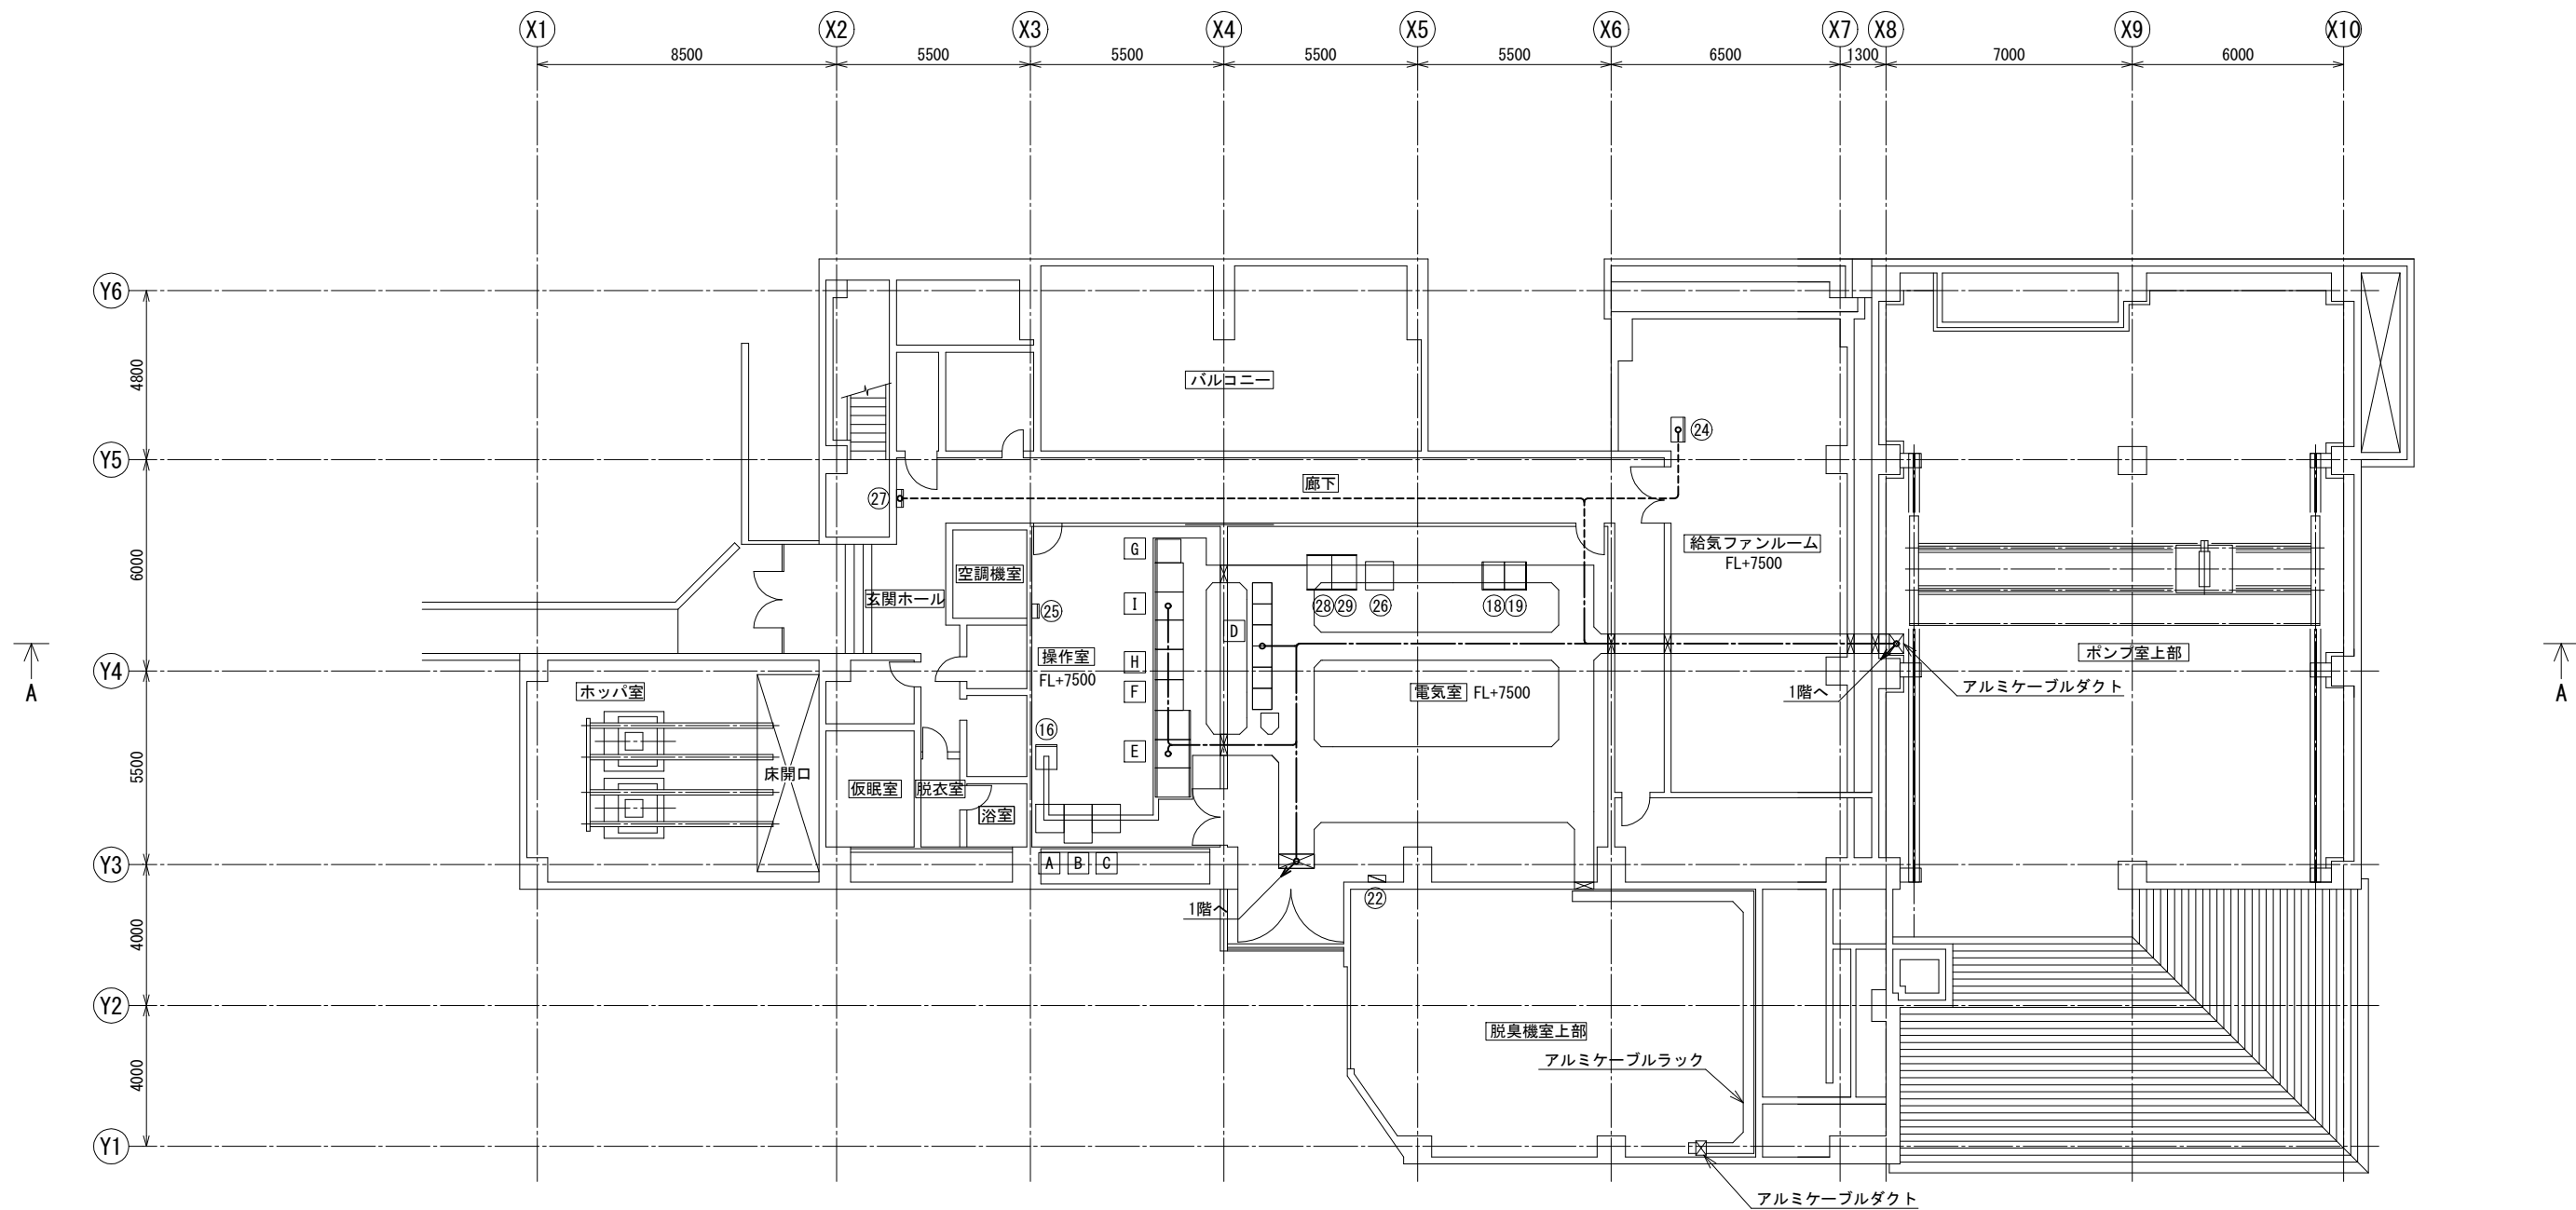 X1 X2 X3 X4 X5 X6 X7 X8 X9 X10
8500 5500 5500 5500 5500 6500 1300 7000 6000
Y6
4800
バルコニー
24
Y5
廊下
27
6000
G
給気ファンルーム
FL+7500
空調機室
玄関ホール
I
25
28 29 26 18 19
D
A
操作室
FL+7500
H
ポンプ室上部
A
Y4
ホッパ室
F
電気室 FL+7500
1階へ
アルミケーブルダクト
16
E
5500
床開口
仮眠室
脱衣室
浴室
Y3
A B C
22
1階へ
4000
Y2
脱臭機室上部
アルミケーブルラック
4000
Y1
アルミケーブルダクト